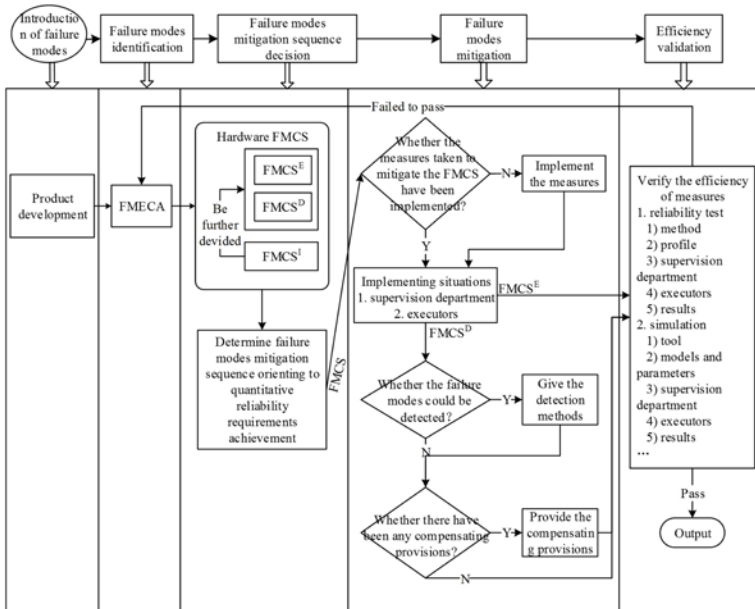 Introductio
n of failure
modes
Failure modes
identification
Failure modes
mitigation sequence
decision
Failure
modes
mitigation
Efficiency
validation
Failed to pass
Product
development
FMECA
Hardware FMCS
FMCS^E
FMCS^D
FMCS^I
Be
further
devided
Determine failure
modes mitigation
sequence orienting to
quantitative
reliability
requirements
achievement
FMCS
Whether the
measures taken to
mitigate the FMCS
have been
implemented?
N
Implement
the measures
Y
Implementing situations
1. supervision department
2. executors
FMCS^E
FMCS^D
Whether the failure
modes could be
detected?
Y
Give the
detection
methods
N
Whether there have
been any compensating
provisions?
Y
Provide the
compensatin
g provisions
N
Verify the efficiency
of measures
1. reliability test
1) method
2) profile
3) supervision
department
4) executors
5) results
2. simulation
1) tool
2) models and
parameters
3) supervision
department
4) executors
5) results
...
Pass
Output